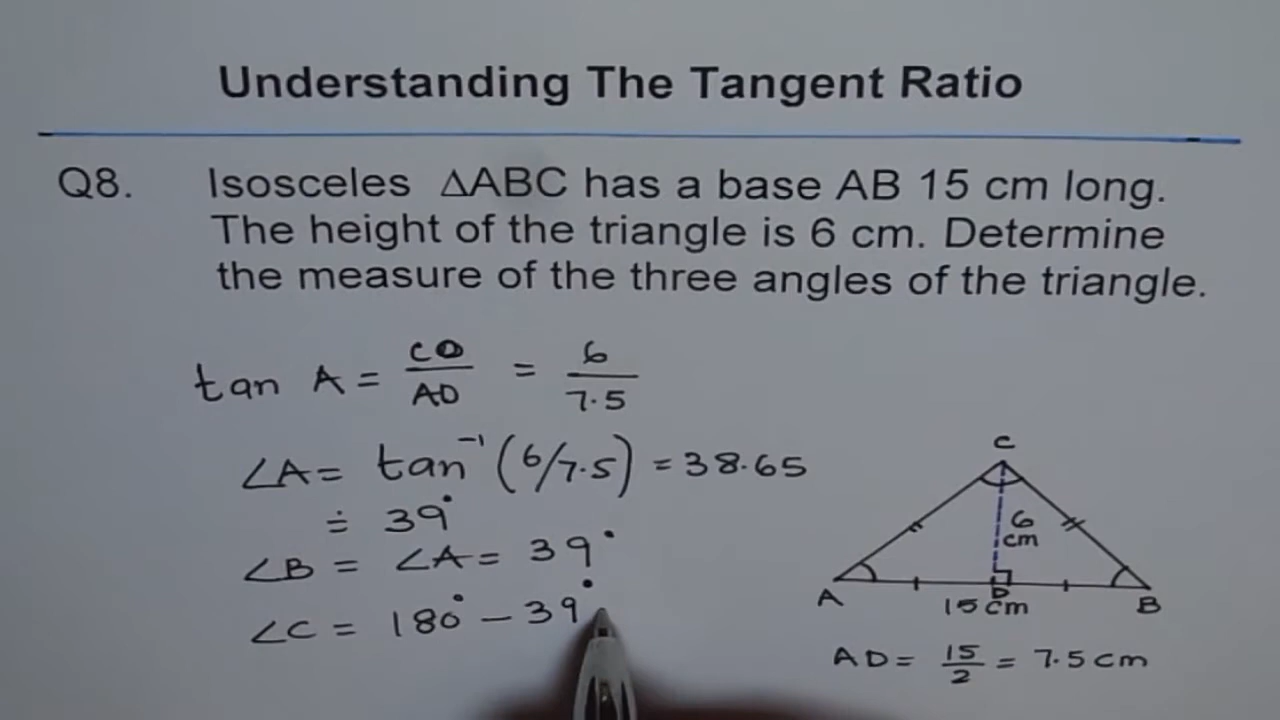 Understanding The Tangent Ratio
Q8. Isosceles ΔABC has a base AB 15 cm long.
The height of the triangle is 6 cm. Determine
the measure of the three angles of the triangle.
tan A = CD/AD = 6/7.5
∠A = tan⁻¹ (6/7.5) = 38.65
≐ 39°
∠B = ∠A = 39°
∠C = 180° − 39°
C
6
cm
A
D
B
15 cm
AD = 15/2 = 7.5 cm